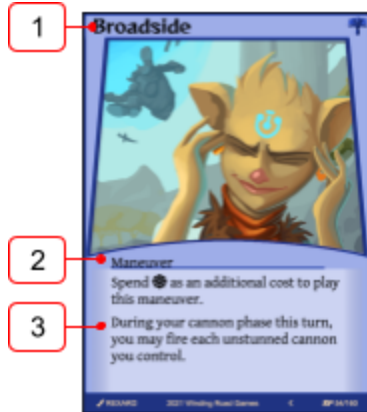 1
Broadside
2
Maneuver
Spend as an additional cost to play
this maneuver.
3
During your cannon phase this turn,
you may fire each unstunned cannon
you control.
2021 Winding Road Games
C